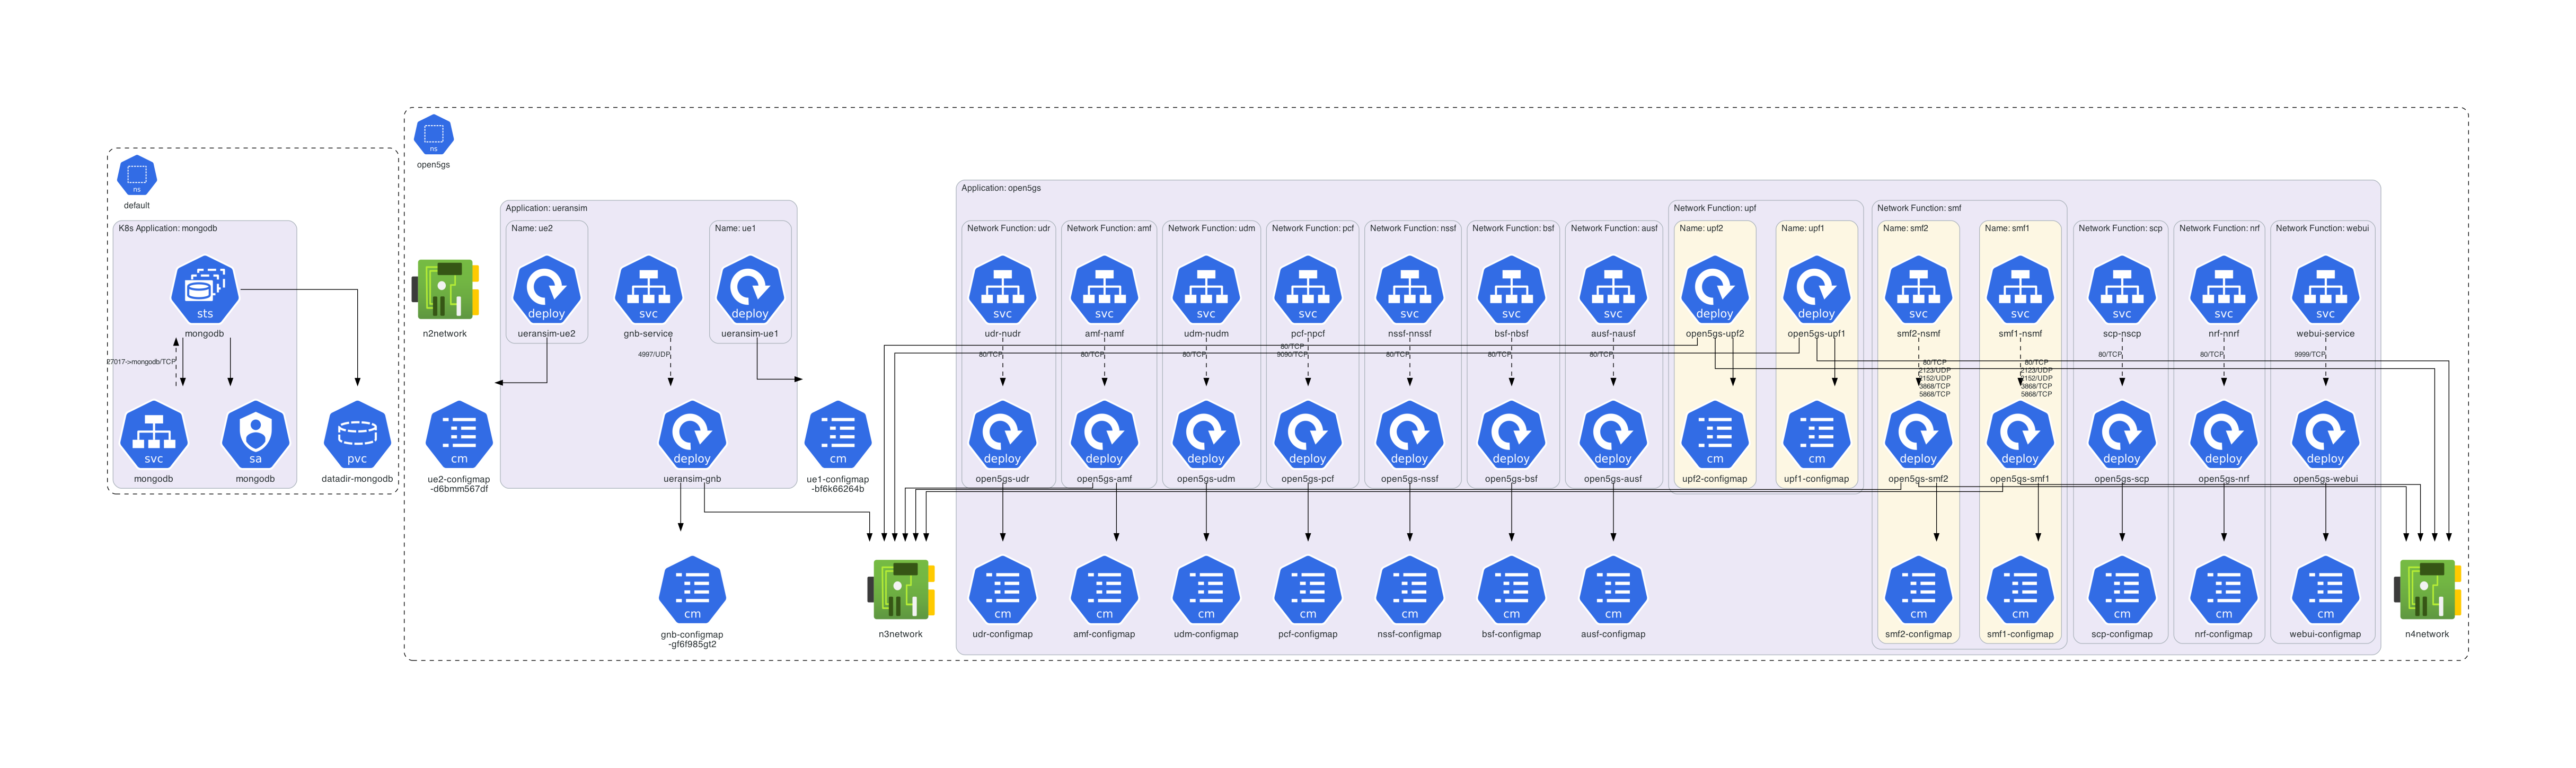 ns
default
K8s Application: mongodb
sts
mongodb
27017->mongodb/TCP
svc
mongodb
sa
mongodb
pvc
datadir-mongodb
ns
open5gs
n2network
Application: ueransim
Name: ue2
deploy
ueransim-ue2
svc
gnb-service
4997/UDP
Name: ue1
deploy
ueransim-ue1
cm
ue2-configmap
-d6bmm567df
deploy
ueransim-gnb
cm
ue1-configmap
-bf6k66264b
cm
gnb-configmap
-gf6f985gt2
n3network
Application: open5gs
Network Function: udr
svc
udr-nudr
80/TCP
deploy
open5gs-udr
cm
udr-configmap
Network Function: amf
svc
amf-namf
80/TCP
deploy
open5gs-amf
cm
amf-configmap
Network Function: udm
svc
udm-nudm
80/TCP
deploy
open5gs-udm
cm
udm-configmap
Network Function: pcf
svc
pcf-npcf
80/TCP
9090/TCP
deploy
open5gs-pcf
cm
pcf-configmap
Network Function: nssf
svc
nssf-nnssf
80/TCP
deploy
open5gs-nssf
cm
nssf-configmap
Network Function: bsf
svc
bsf-nbsf
80/TCP
deploy
open5gs-bsf
cm
bsf-configmap
Network Function: ausf
svc
ausf-nausf
80/TCP
deploy
open5gs-ausf
cm
ausf-configmap
Network Function: upf
Name: upf2
deploy
open5gs-upf2
cm
upf2-configmap
Name: upf1
deploy
open5gs-upf1
cm
upf1-configmap
Network Function: smf
Name: smf2
svc
smf2-nsmf
80/TCP
2123/UDP
2152/UDP
3868/TCP
5868/TCP
deploy
open5gs-smf2
cm
smf2-configmap
Name: smf1
svc
smf1-nsmf
80/TCP
2123/UDP
2152/UDP
3868/TCP
5868/TCP
deploy
open5gs-smf1
cm
smf1-configmap
Network Function: scp
svc
scp-nscp
80/TCP
deploy
open5gs-scp
cm
scp-configmap
Network Function: nrf
svc
nrf-nnrf
80/TCP
deploy
open5gs-nrf
cm
nrf-configmap
Network Function: webui
svc
webui-service
9999/TCP
deploy
open5gs-webui
cm
webui-configmap
n4network